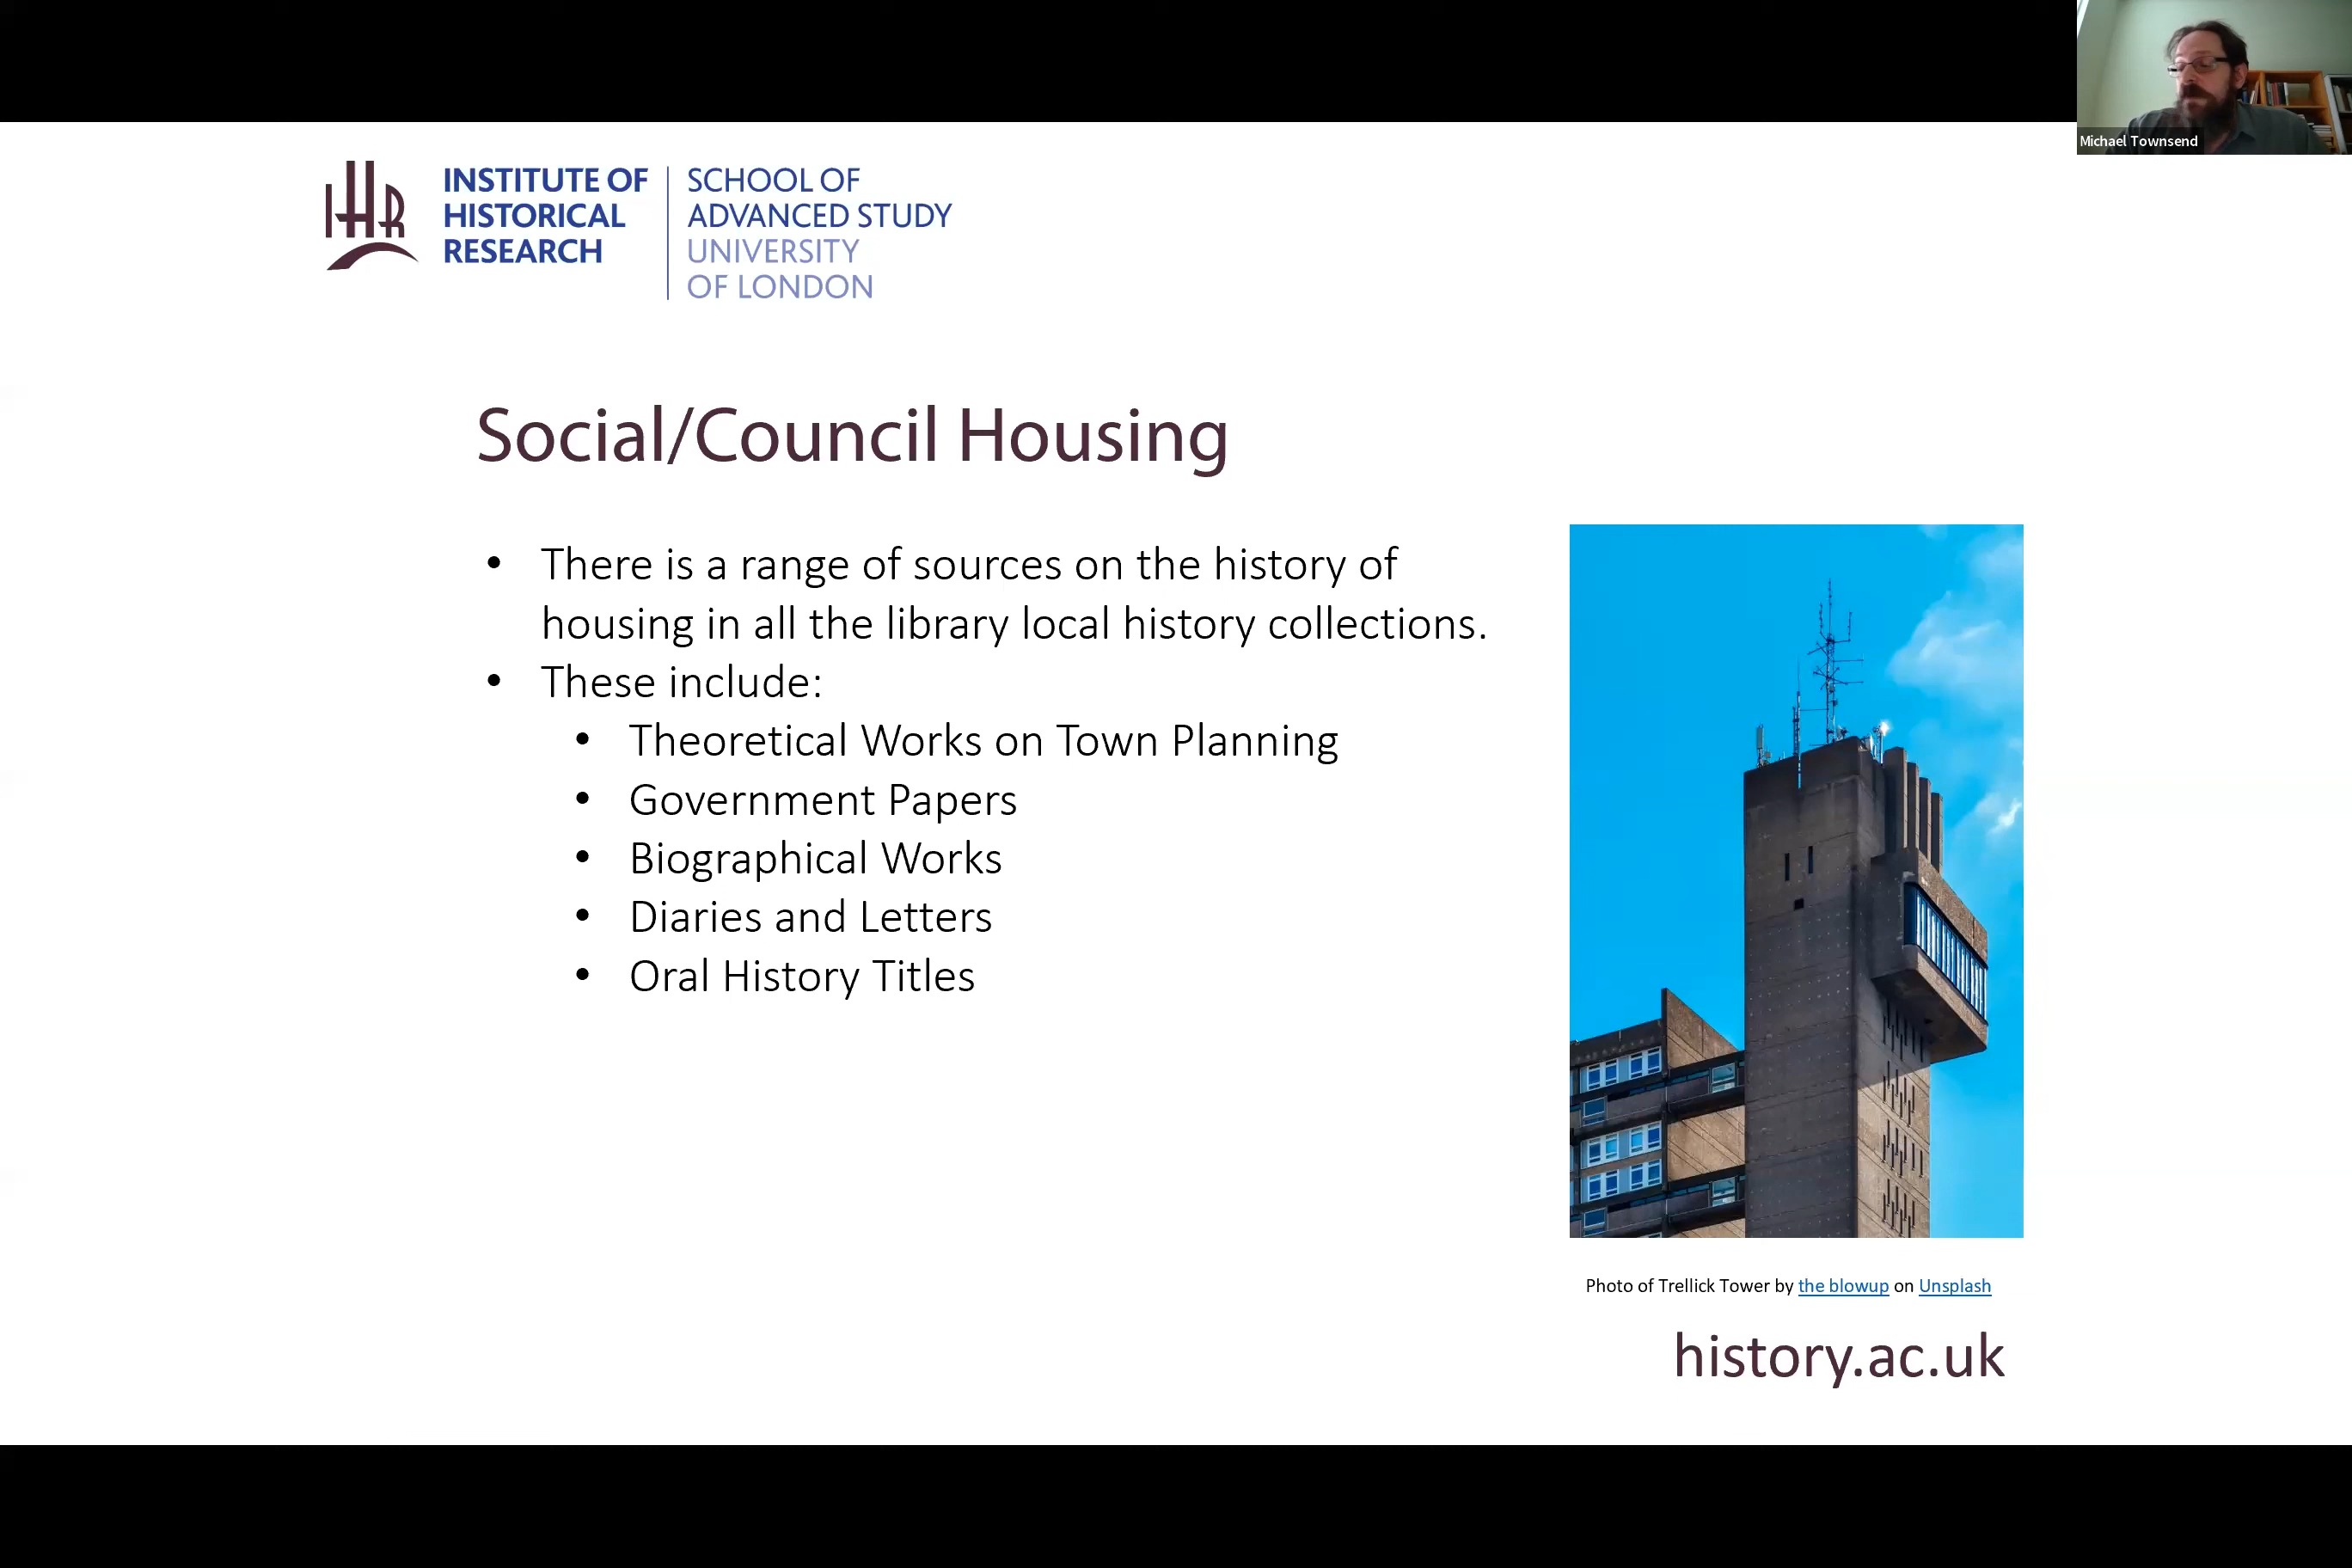 Michael Townsend
IHR
INSTITUTE OF
HISTORICAL
RESEARCH
SCHOOL OF
ADVANCED STUDY
UNIVERSITY
OF LONDON
Social/Council Housing
• There is a range of sources on the history of
housing in all the library local history collections.
• These include:
• Theoretical Works on Town Planning
• Government Papers
• Biographical Works
• Diaries and Letters
• Oral History Titles
Photo of Trellick Tower by the blowup on Unsplash
history.ac.uk